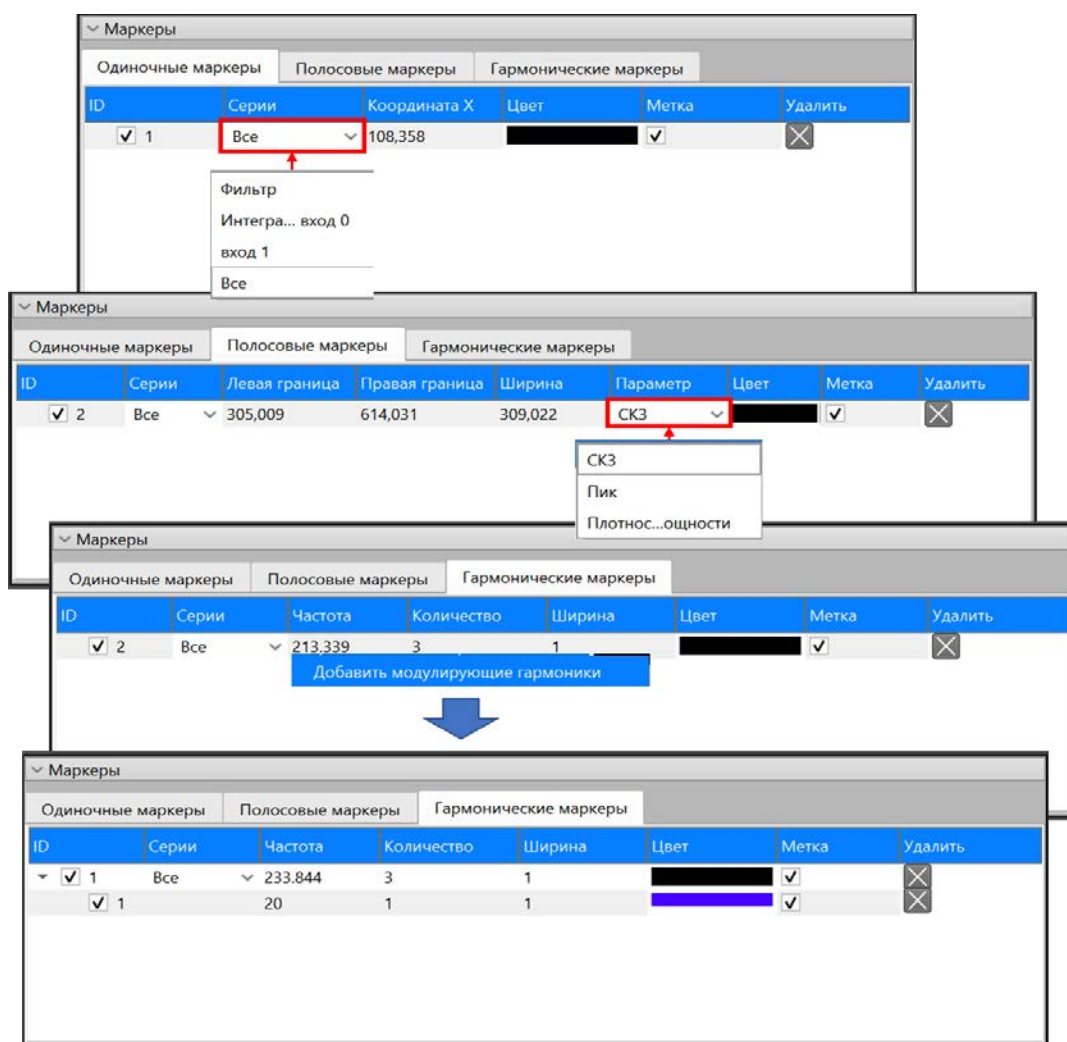 Маркеры
Одиночные маркеры Полосовые маркеры Гармонические маркеры
ID Серии Координата X Цвет Метка Удалить
1 Все 108,358
Фильтр
Интегра... вход 0
вход 1
Все
Маркеры
Одиночные маркеры Полосовые маркеры Гармонические маркеры
ID Серии Левая граница Правая граница Ширина Параметр Цвет Метка Удалить
2 Все 305,009 614,031 309,022 СКЗ
СКЗ
Пик
Плотнос...ощности
Маркеры
Одиночные маркеры Полосовые маркеры Гармонические маркеры
ID Серии Частота Количество Ширина Цвет Метка Удалить
2 Все 213.339 3 1
Добавить модулирующие гармоники
Маркеры
Одиночные маркеры Полосовые маркеры Гармонические маркеры
ID Серии Частота Количество Ширина Цвет Метка Удалить
1 Все 233.844 3 1
1 20 1 1